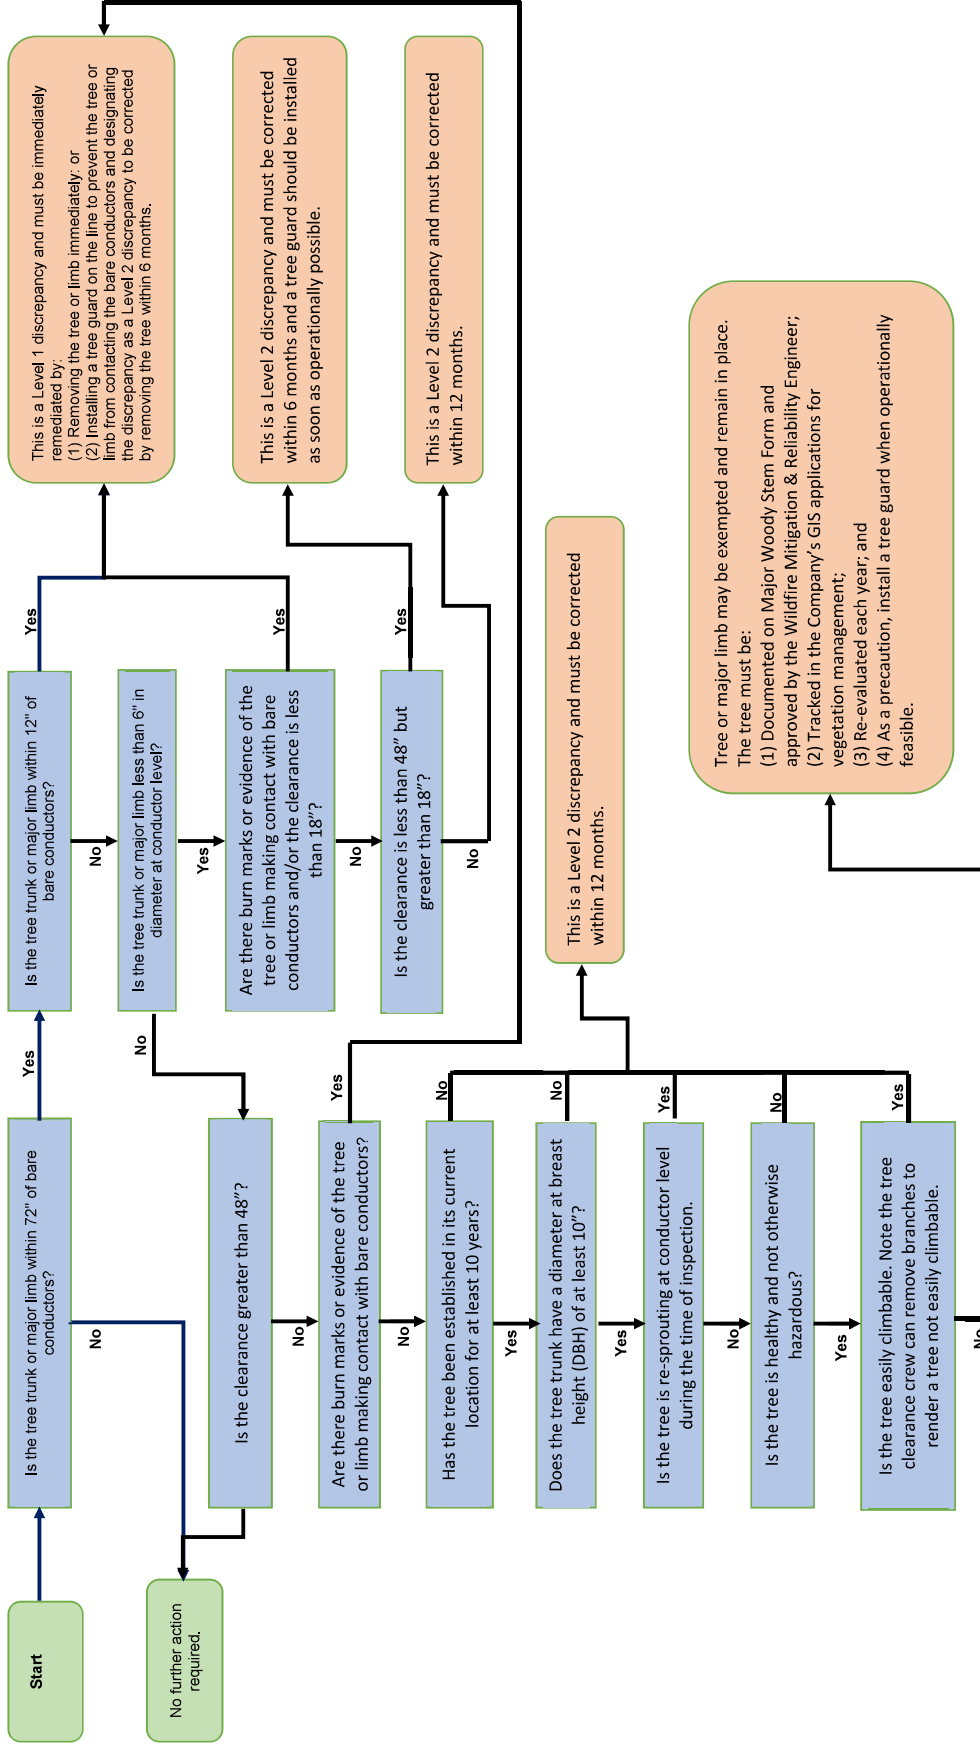 Start
Is the tree trunk or major limb within 72" of bare
conductors?
Yes
No
Is the tree trunk or major limb within 12" of
bare conductors?
Yes
No
This is a Level 1 discrepancy and must be immediately
remediated by:
(1) Removing the tree or limb immediately: or
(2) Installing a tree guard on the line to prevent the tree or
limb from contacting the bare conductors and designating
the discrepancy as a Level 2 discrepancy to be corrected
by removing the tree within 6 months.
No further action
required.
Is the tree trunk or major limb less than 6" in
diameter at conductor level?
No
Yes
Are there burn marks or evidence of the
tree or limb making contact with bare
conductors and/or the clearance is less
than 18”?
Yes
No
This is a Level 2 discrepancy and must be corrected
within 6 months and a tree guard should be installed
as soon as operationally possible.
Is the clearance is less than 48” but
greater than 18”?
Yes
No
This is a Level 2 discrepancy and must be corrected
within 12 months.
Is the clearance greater than 48”?
No
Are there burn marks or evidence of the tree
or limb making contact with bare conductors?
Yes
No
Has the tree been established in its current
location for at least 10 years?
No
Yes
Does the tree trunk have a diameter at breast
height (DBH) of at least 10”?
No
Yes
This is a Level 2 discrepancy and must be corrected
within 12 months.
Is the tree is re-sprouting at conductor level
during the time of inspection.
Yes
No
Is the tree is healthy and not otherwise
hazardous?
No
Yes
Is the tree easily climbable. Note the tree
clearance crew can remove branches to
render a tree not easily climbable.
Yes
No
Tree or major limb may be exempted and remain in place.
The tree must be:
(1) Documented on Major Woody Stem Form and
approved by the Wildfire Mitigation & Reliability Engineer;
(2) Tracked in the Company’s GIS applications for
vegetation management;
(3) Re-evaluated each year; and
(4) As a precaution, install a tree guard when operationally
feasible.